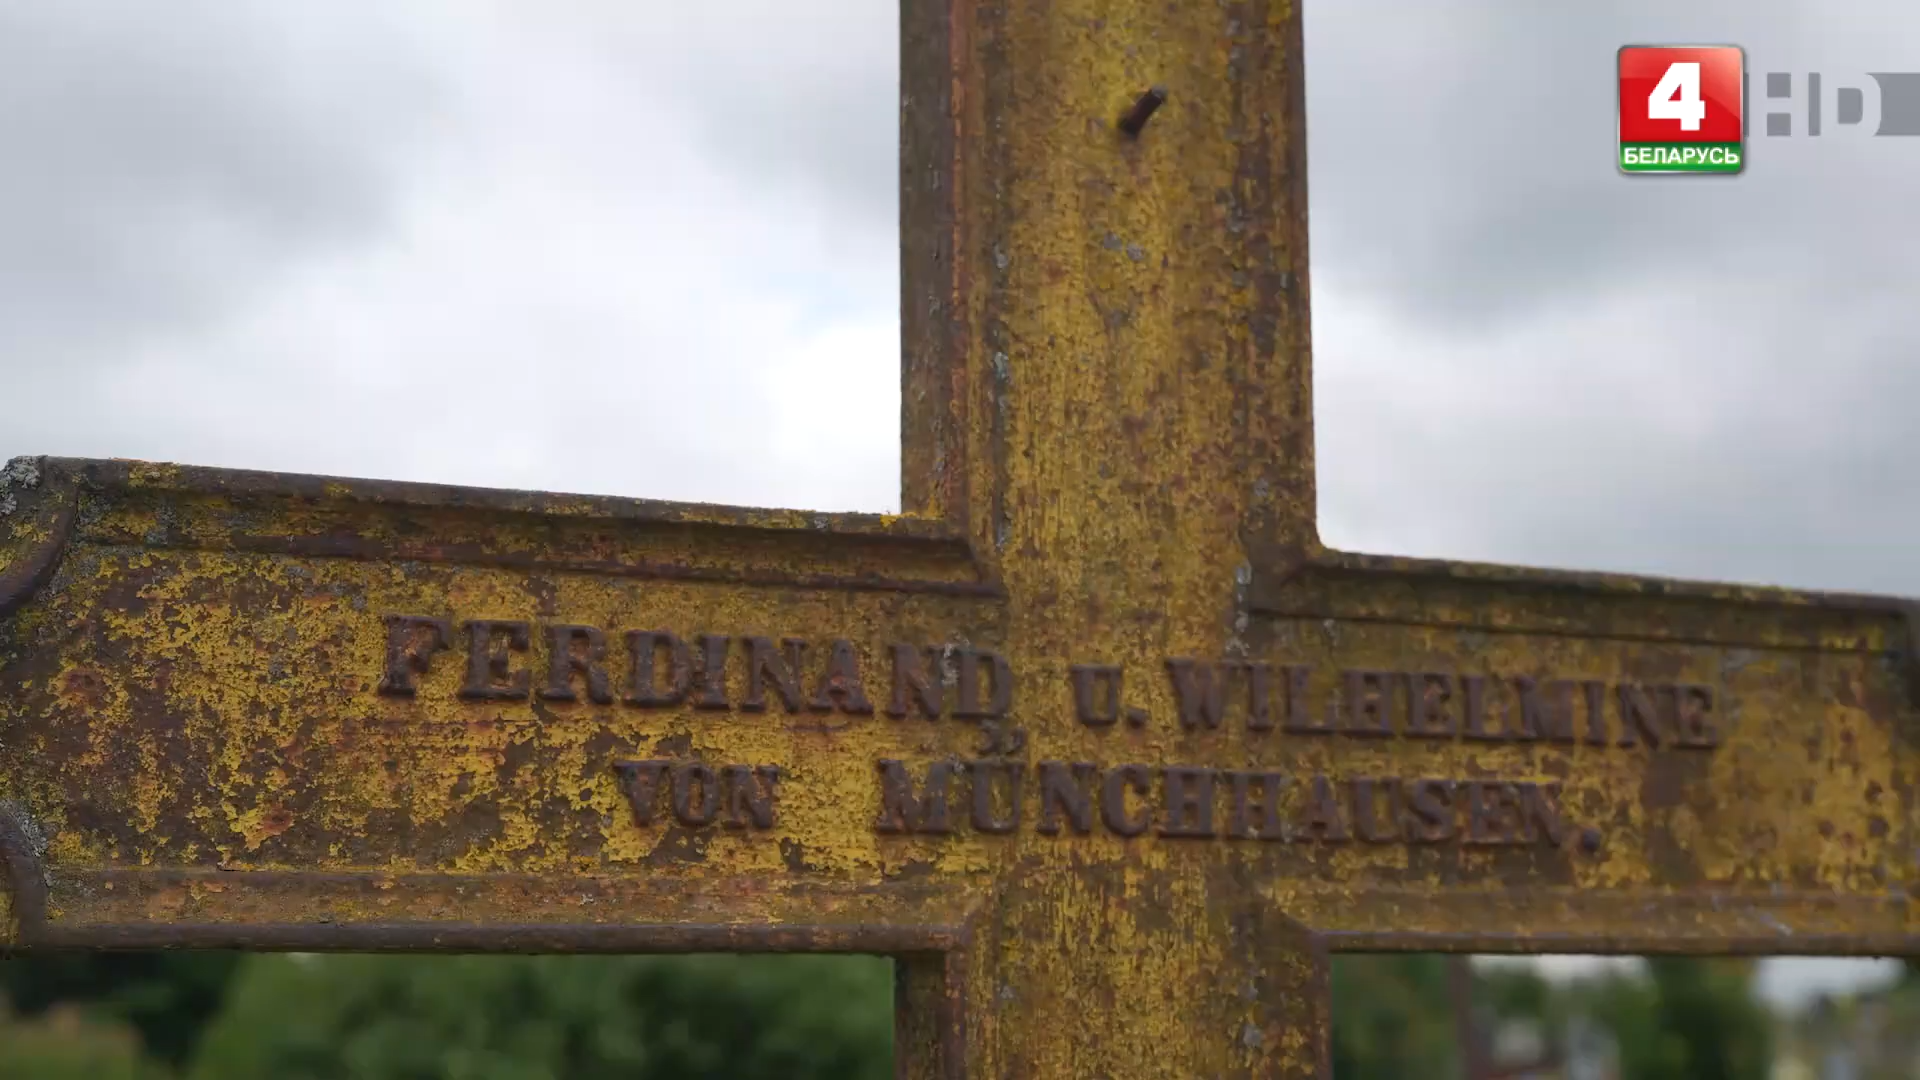 4 HD
БЕЛАРУСЬ
FERDINAND U. WILHELMINE
VON MÜNCHHAUSEN.